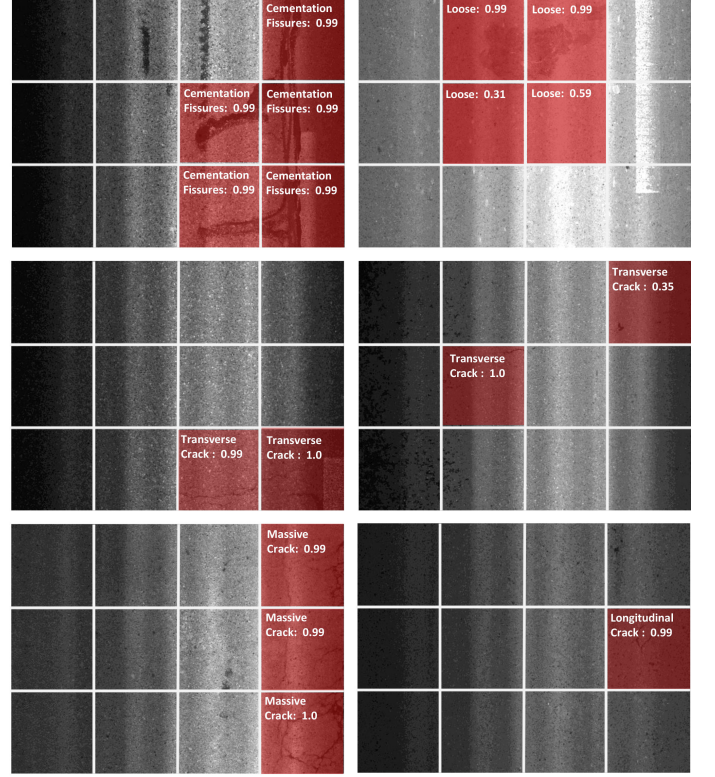 Cementation
Fissures: 0.99
Cementation
Fissures: 0.99
Cementation
Fissures: 0.99
Cementation
Fissures: 0.99
Cementation
Fissures: 0.99
Loose: 0.99
Loose: 0.99
Loose: 0.31
Loose: 0.59
Transverse
Crack : 0.99
Transverse
Crack : 1.0
Transverse
Crack : 0.35
Transverse
Crack : 1.0
Massive
Crack: 0.99
Massive
Crack: 0.99
Massive
Crack: 1.0
Longitudinal
Crack : 0.99